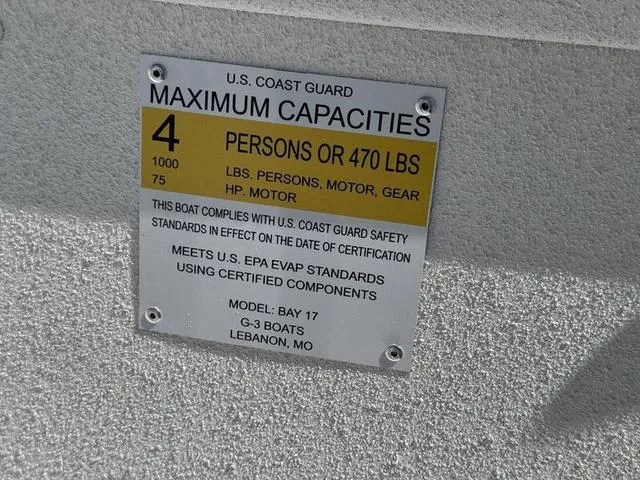 U.S. COAST GUARD
MAXIMUM CAPACITIES
4 PERSONS OR 470 LBS
1000 LBS. PERSONS, MOTOR, GEAR
75 HP. MOTOR
THIS BOAT COMPLIES WITH U.S. COAST GUARD SAFETY
STANDARDS IN EFFECT ON THE DATE OF CERTIFICATION
MEETS U.S. EPA EVAP STANDARDS
USING CERTIFIED COMPONENTS
MODEL: BAY 17
G-3 BOATS
LEBANON, MO